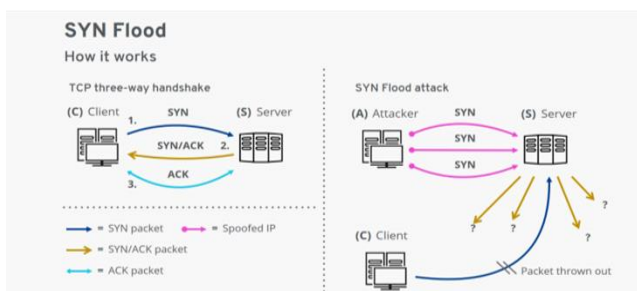 SYN Flood
How it works
TCP three-way handshake
(C) Client
1.
SYN
(S) Server
SYN/ACK
2.
ACK
3.
= SYN packet
= Spoofed IP
= SYN/ACK packet
= ACK packet
SYN Flood attack
(A) Attacker
SYN
(S) Server
SYN
SYN
? ? ? ?
(C) Client
Packet thrown out